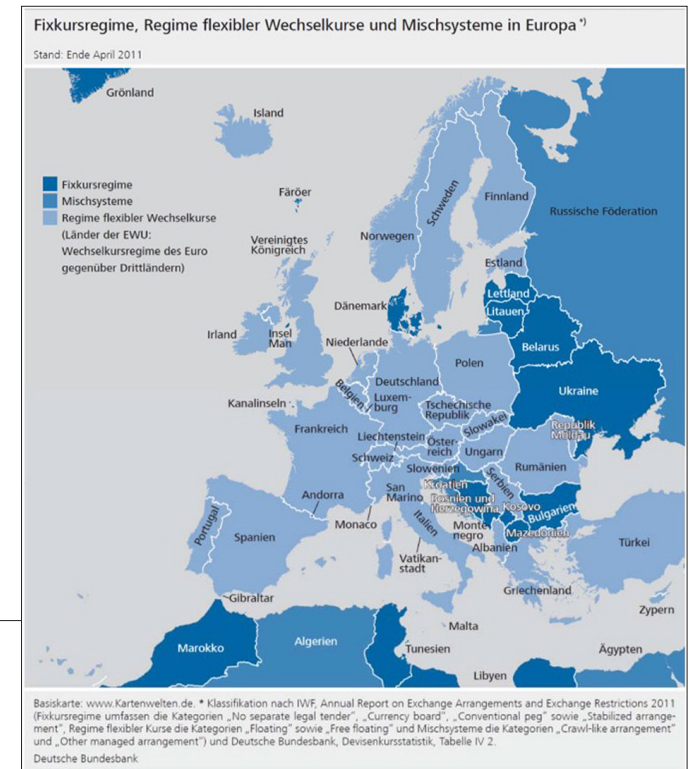 Fixkursregime, Regime flexibler Wechselkurse und Mischsysteme in Europa *)
Stand: Ende April 2011
Grönland
Island
Fixkursregime
Mischsysteme
Regime flexibler Wechselkurse
(Länder der EWU:
Wechselkursregime des Euro
gegenüber Drittländern)
Färöer
Schweden
Finnland
Russische Föderation
Norwegen
Vereinigtes
Königreich
Estland
Lettland
Litauen
Dänemark
Irland
Insel
Man
Niederlande
Belarus
Polen
Deutschland
Belgien
Luxem-
burg
Ukraine
Kanalinseln
Tschechische
Republik
Slowakei
Republik
Moldau
Frankreich
Liechtenstein
Öster-
reich
Ungarn
Schweiz
Rumänien
Slowenien
Kroatien
Serbien
San
Marino
Bosnien und
Herzegowina
Kosovo
Bulgarien
Andorra
Monaco
Italien
Monte-
negro
Mazedonien
Portugal
Spanien
Türkei
Albanien
Vatikan-
stadt
Griechenland
Gibraltar
Zypern
Malta
Marokko
Algerien
Tunesien
Ägypten
Libyen
Basiskarte: www.Kartenwelten.de. * Klassifikation nach IWF, Annual Report on Exchange Arrangements and Exchange Restrictions 2011
(Fixkursregime umfassen die Kategorien „No separate legal tender“, „Currency board“, „Conventional peg“ sowie „Stabilized arrange-
ment“, Regime flexibler Kurse die Kategorien „Floating“ sowie „Free floating“ und Mischsysteme die Kategorien „Crawl-like arrangement“
und „Other managed arrangement“) und Deutsche Bundesbank, Devisenkursstatistik, Tabelle IV 2.
Deutsche Bundesbank